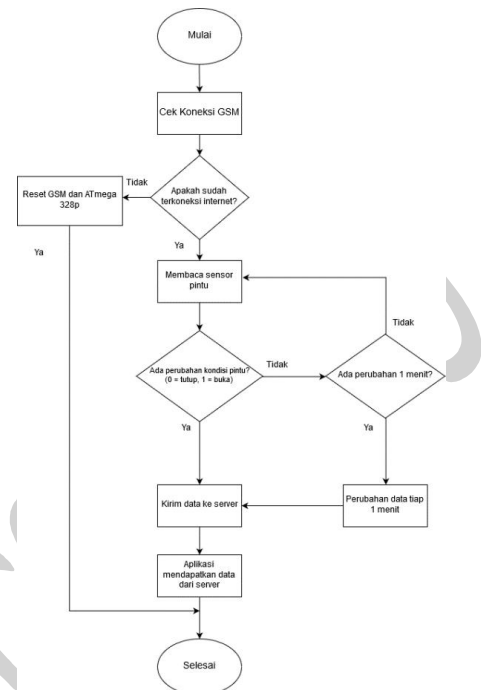 Mulai
Cek Koneksi GSM
Apakah sudah
terkoneksi internet?
Tidak
Reset GSM dan ATmega
328p
Ya
Ya
Membaca sensor
pintu
Ada perubahan kondisi pintu?
(0 = tutup, 1 = buka)
Tidak
Ada perubahan 1 menit?
Tidak
Ya
Ya
Kirim data ke server
Perubahan data tiap
1 menit
Aplikasi
mendapatkan data
dari server
Selesai